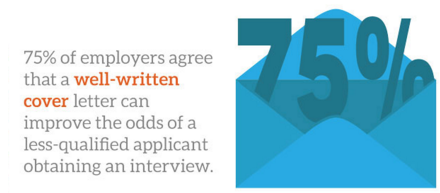 75% of employers agree
that a well-written
cover letter can
improve the odds of a
less-qualified applicant
obtaining an interview.
75%